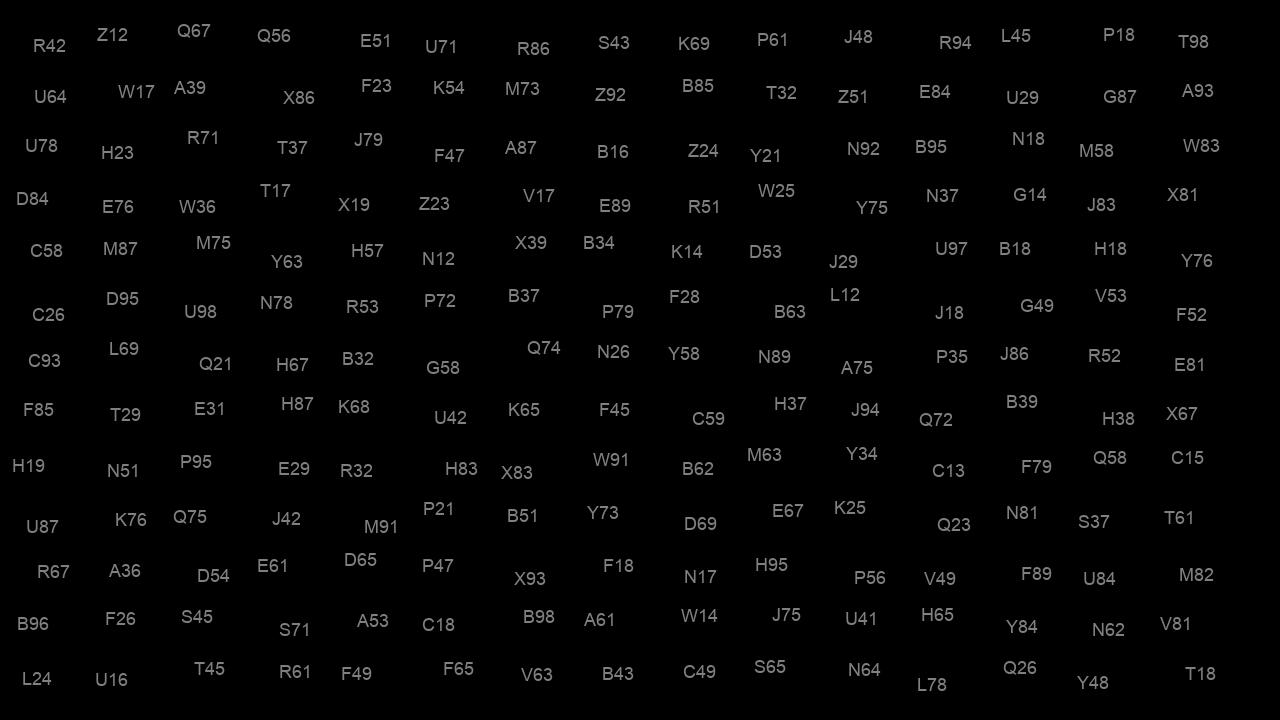 R42 Z12 Q67 Q56 E51 U71 R86 S43 K69 P61 J48 R94 L45 P18 T98
U64 W17 A39 X86 F23 K54 M73 Z92 B85 T32 Z51 E84 U29 G87 A93
U78 H23 R71 T37 J79 F47 A87 B16 Z24 Y21 N92 B95 N18 M58 W83
D84 E76 W36 T17 X19 Z23 V17 E89 R51 W25 Y75 N37 G14 J83 X81
C58 M87 M75 Y63 H57 N12 X39 B34 K14 D53 J29 U97 B18 H18 Y76
C26 D95 U98 N78 R53 P72 B37 P79 F28 B63 L12 J18 G49 V53 F52
C93 L69 Q21 H67 B32 G58 Q74 N26 Y58 N89 A75 P35 J86 R52 E81
F85 T29 E31 H87 K68 U42 K65 F45 C59 H37 J94 Q72 B39 H38 X67
H19 N51 P95 E29 R32 H83 X83 W91 B62 M63 Y34 C13 F79 Q58 C15
U87 K76 Q75 J42 M91 P21 B51 Y73 D69 E67 K25 Q23 N81 S37 T61
R67 A36 D54 E61 D65 P47 X93 F18 N17 H95 P56 V49 F89 U84 M82
B96 F26 S45 S71 A53 C18 B98 A61 W14 J75 U41 H65 Y84 N62 V81
L24 U16 T45 R61 F49 F65 V63 B43 C49 S65 N64 L78 Q26 Y48 T18